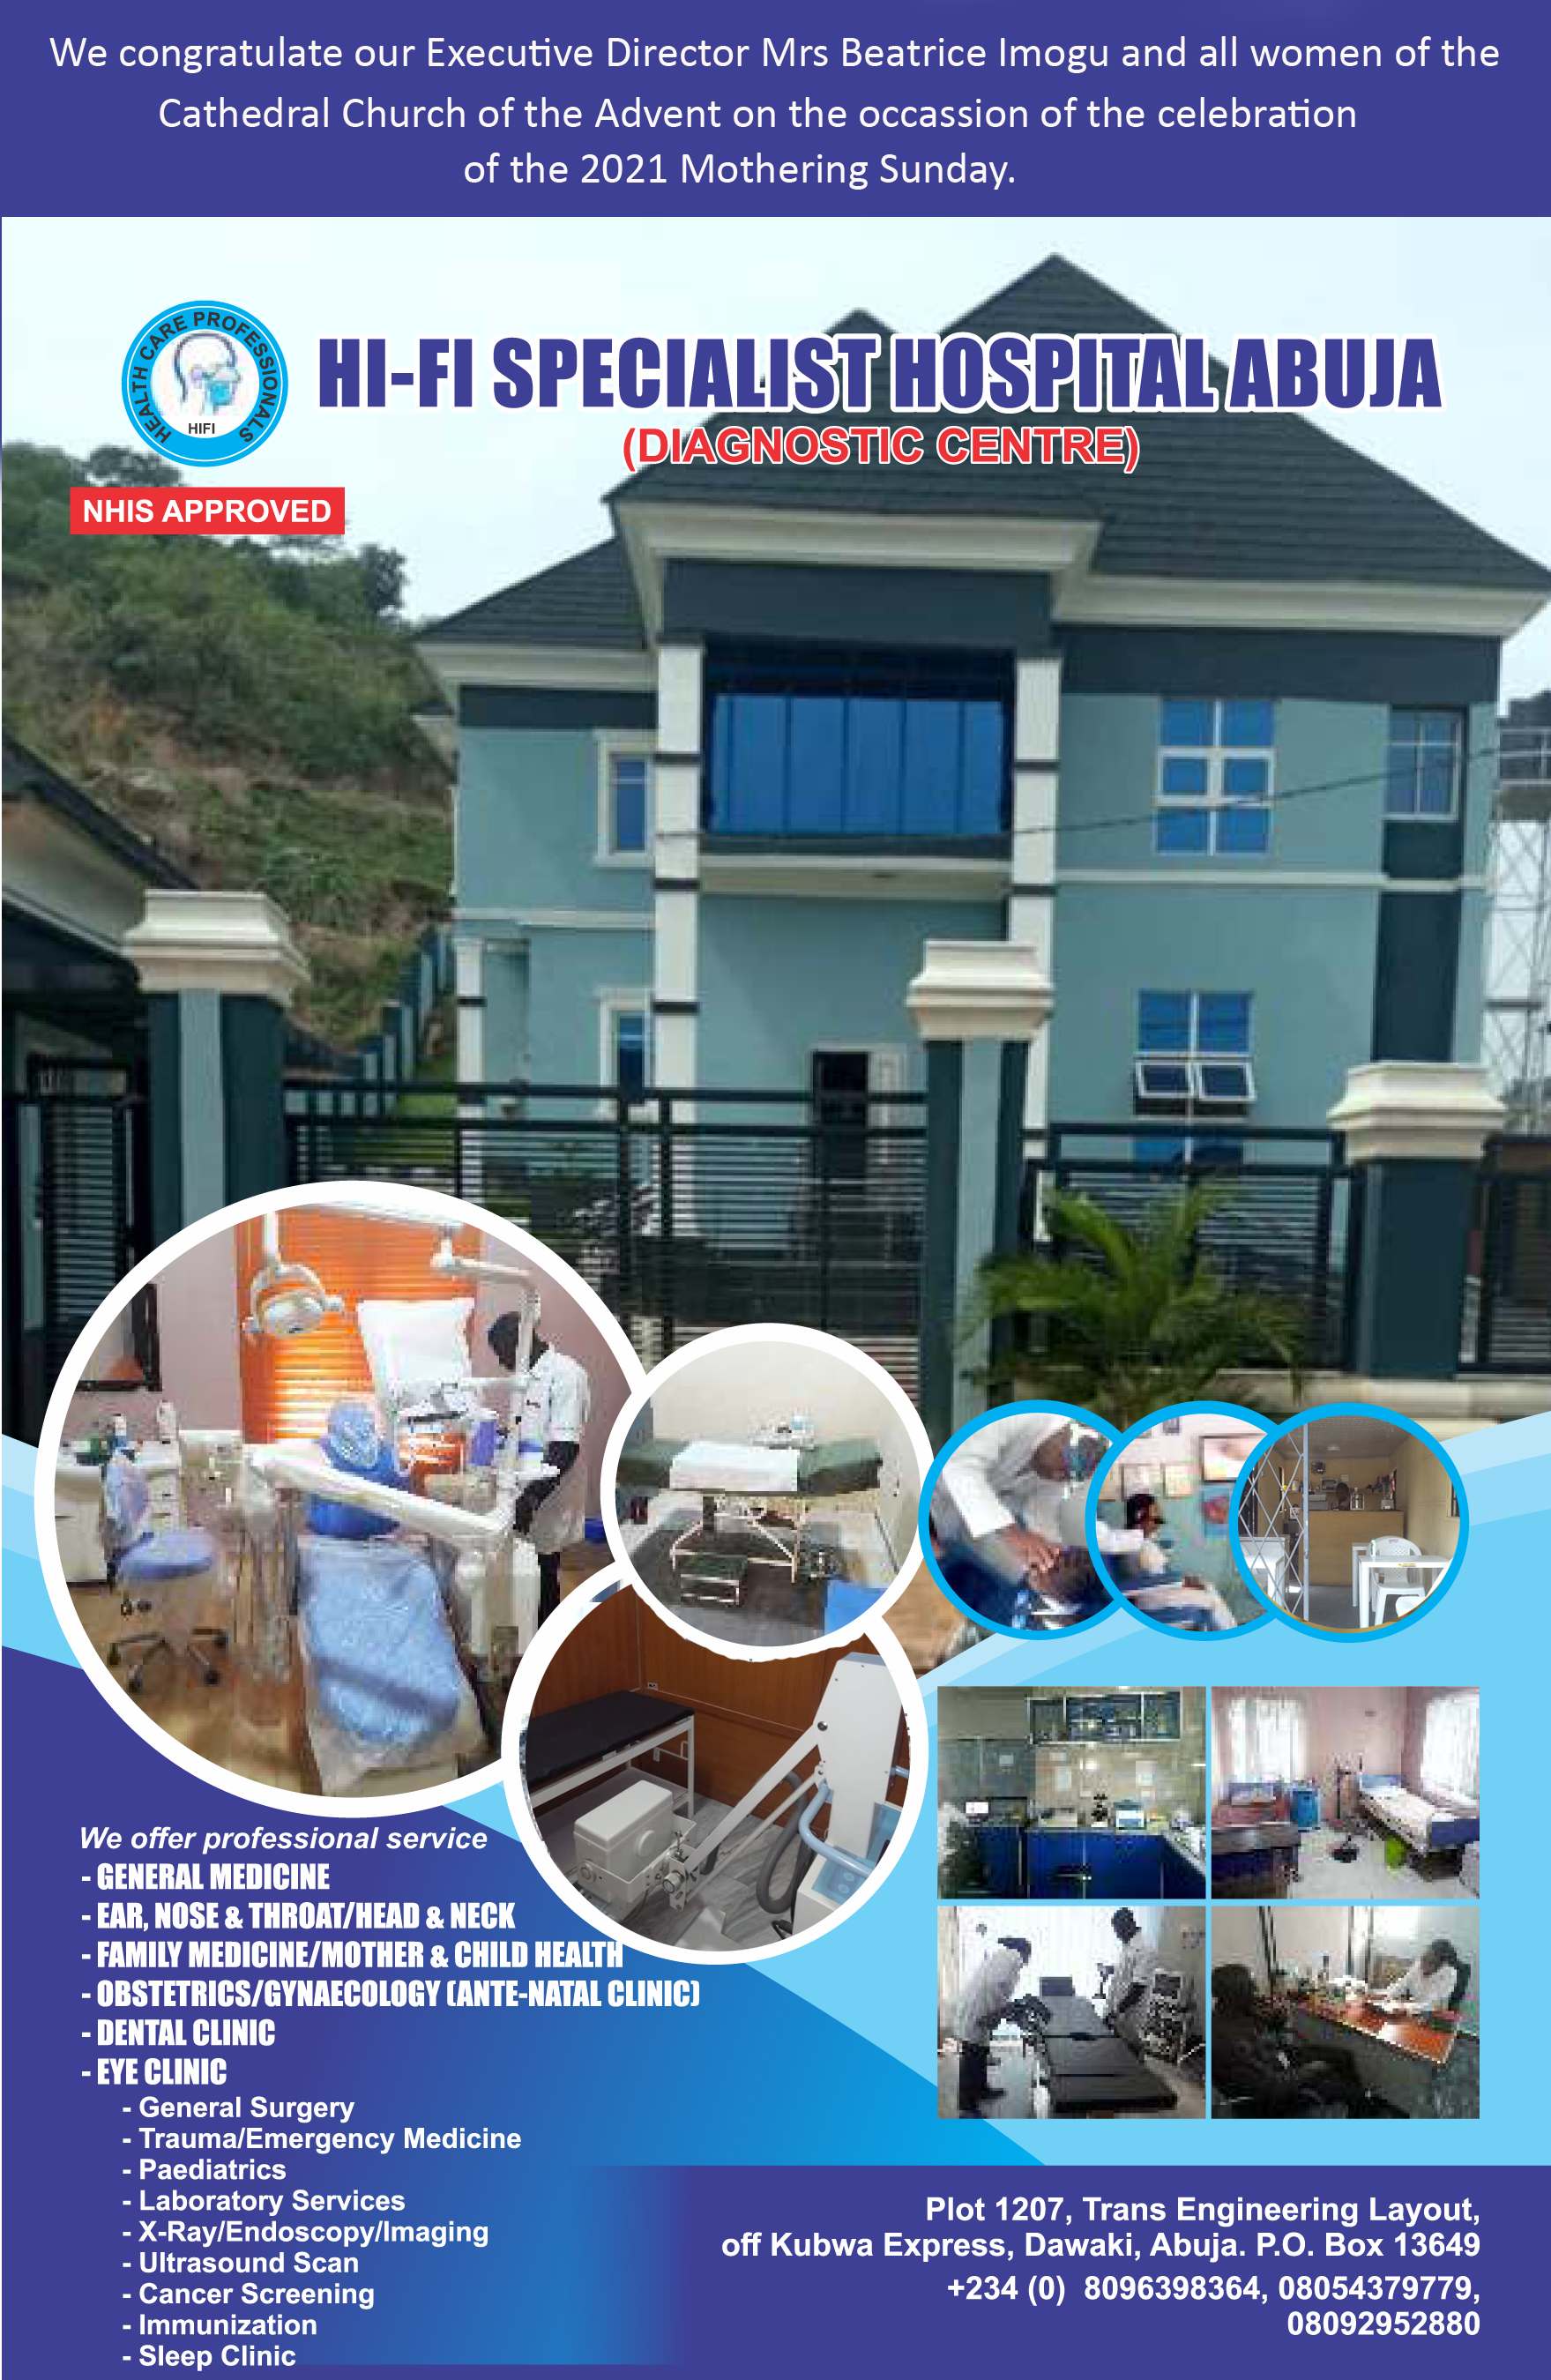 We congratulate our Executive Director Mrs Beatrice Imogu and all women of the
Cathedral Church of the Advent on the occassion of the celebration
of the 2021 Mothering Sunday.
HEALTH CARE PROFESSIONALS
HIFI
HI-FI SPECIALIST HOSPITAL ABUJA
(DIAGNOSTIC CENTRE)
NHIS APPROVED
We offer professional service
- GENERAL MEDICINE
- EAR, NOSE & THROAT/HEAD & NECK
- FAMILY MEDICINE/MOTHER & CHILD HEALTH
- OBSTETRICS/GYNAECOLOGY (ANTE-NATAL CLINIC)
- DENTAL CLINIC
- EYE CLINIC
- General Surgery
- Trauma/Emergency Medicine
- Paediatrics
- Laboratory Services
- X-Ray/Endoscopy/Imaging
- Ultrasound Scan
- Cancer Screening
- Immunization
- Sleep Clinic
Plot 1207, Trans Engineering Layout,
off Kubwa Express, Dawaki, Abuja. P.O. Box 13649
+234 (0) 8096398364, 08054379779,
08092952880